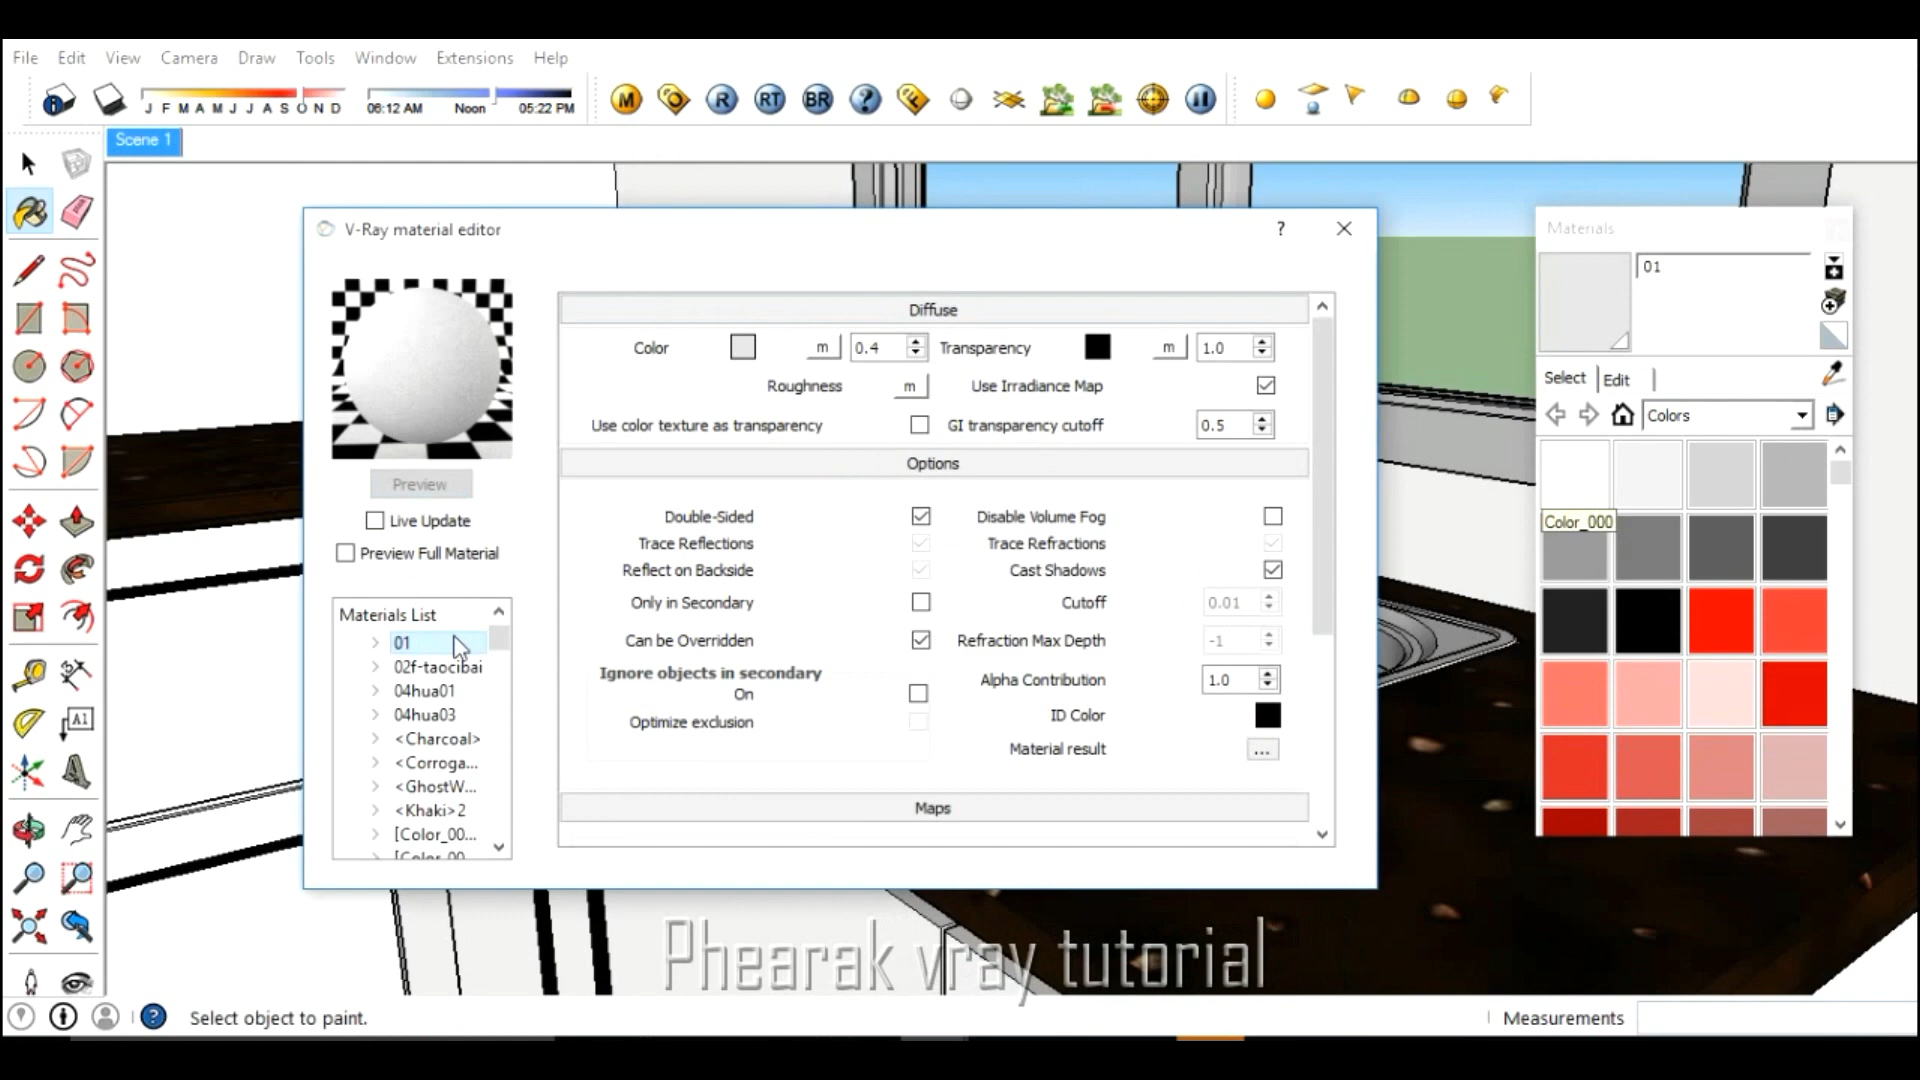 File Edit View Camera Draw Tools Window Extensions Help
J F M A M J J A S O N D 06:12 AM Noon 05:22 PM
M R RT BR ?
Scene 1
V-Ray material editor ?
Diffuse
Color m 0.4 Transparency m 1.0
Roughness m Use Irradiance Map
Use color texture as transparency GI transparency cutoff 0.5
Options
Double-Sided Disable Volume Fog
Trace Reflections Trace Refractions
Reflect on Backside Cast Shadows
Only in Secondary Cutoff 0.01
Can be Overridden Refraction Max Depth -1
Ignore objects in secondary
On Alpha Contribution 1.0
Optimize exclusion ID Color
Material result ...
Maps
Preview
Live Update
Preview Full Material
Materials List
01
02f-taocibai
04hua01
04hua03
<Charcoal>
<Corroga...
<GhostW...
<Khaki>2
[Color_00...
[Color_00
Materials
01
Select Edit
Colors
Color_000
A1
Phearak vray tutorial
Select object to paint.
Measurements